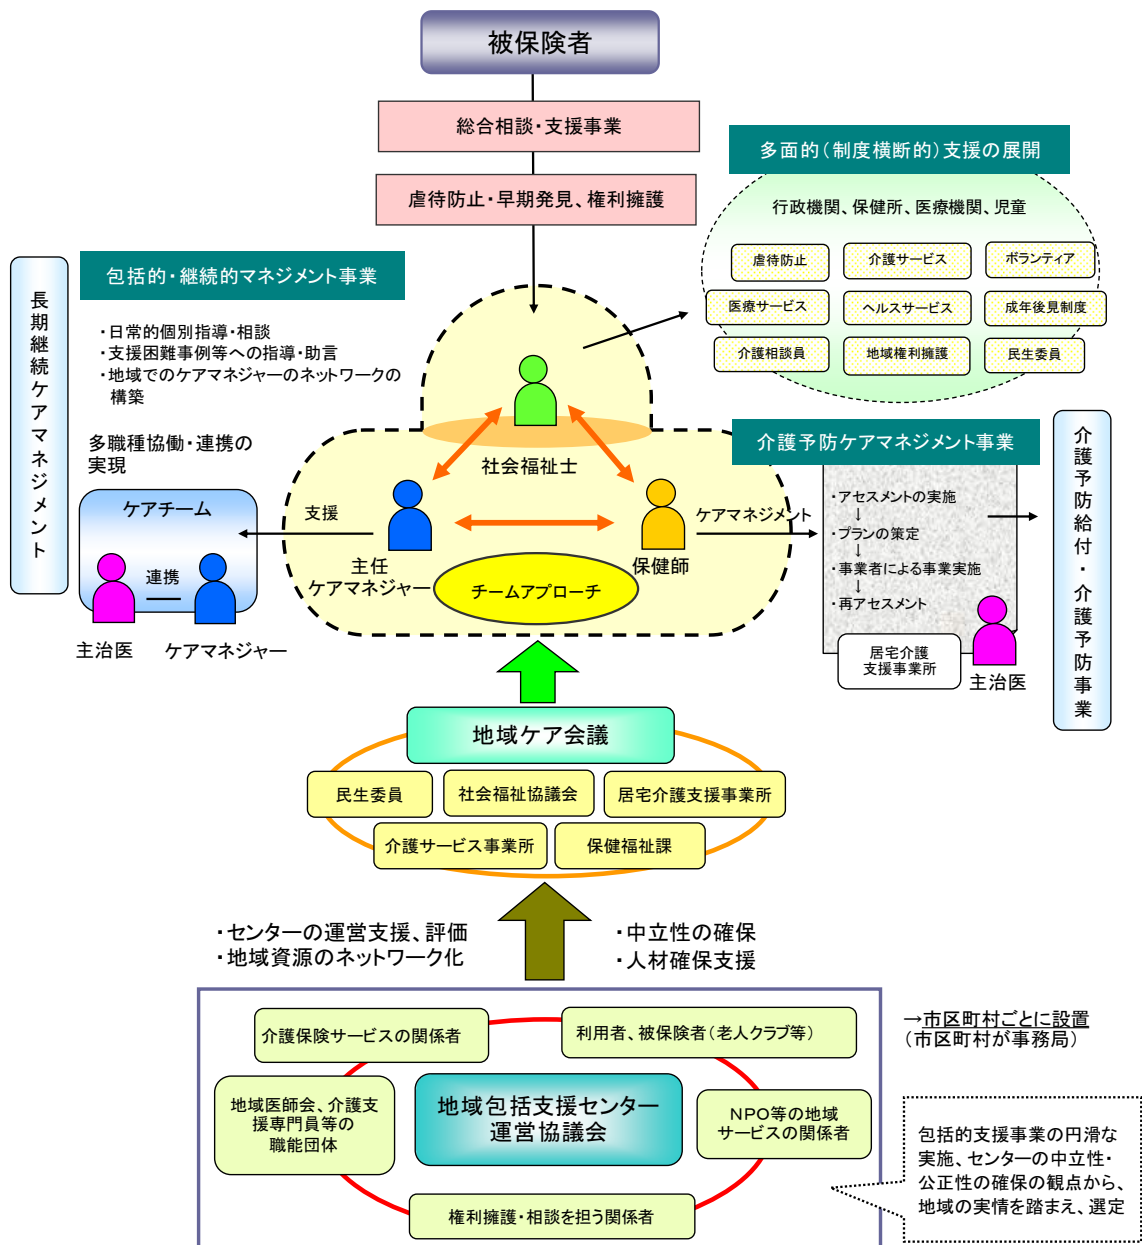 被保険者
総合相談・支援事業
虐待防止・早期発見、権利擁護
多面的（制度横断的）支援の展開
行政機関、保健所、医療機関、児童
虐待防止
介護サービス
ボランティア
医療サービス
ヘルスサービス
成年後見制度
介護相談員
地域権利擁護
民生委員
長期継続ケアマネジメント
包括的・継続的マネジメント事業
・日常的個別指導・相談
・支援困難事例等への指導・助言
・地域でのケアマネジャーのネットワークの
構築
多職種協働・連携の
実現
ケアチーム
連携
主治医
ケアマネジャー
支援
社会福祉士
主任
ケアマネジャー
保健師
チームアプローチ
ケアマネジメント
介護予防ケアマネジメント事業
・アセスメントの実施
↓
・プランの策定
↓
・事業者による事業実施
↓
・再アセスメント
居宅介護
支援事業所
主治医
介護予防給付・介護予防事業
地域ケア会議
民生委員
社会福祉協議会
居宅介護支援事業所
介護サービス事業所
保健福祉課
・センターの運営支援、評価
・地域資源のネットワーク化
・中立性の確保
・人材確保支援
介護保険サービスの関係者
利用者、被保険者（老人クラブ等）
地域医師会、介護支
援専門員等の
職能団体
地域包括支援センター
運営協議会
ＮＰＯ等の地域
サービスの関係者
権利擁護・相談を担う関係者
→市区町村ごとに設置
（市区町村が事務局）
包括的支援事業の円滑な
実施、センターの中立性・
公正性の確保の観点から、
地域の実情を踏まえ、選定